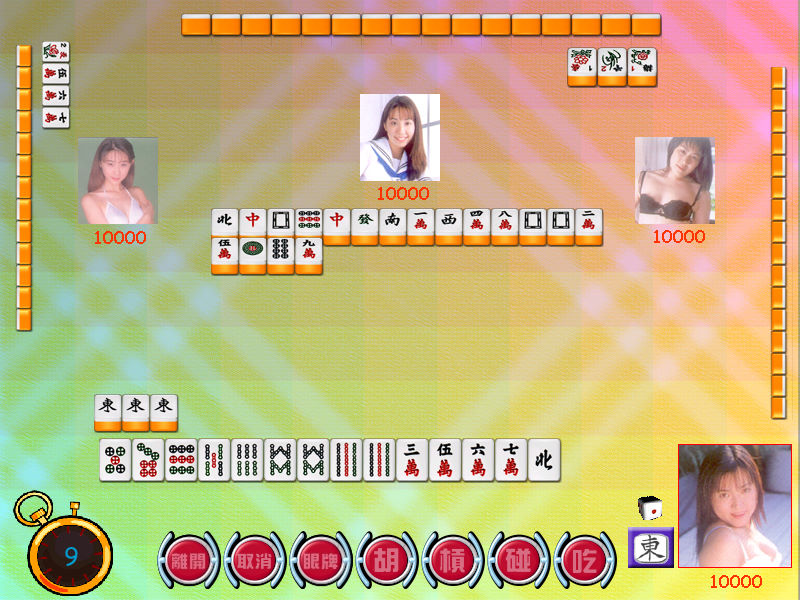 10000
10000
10000
北 中 中 發 南 一萬 西 四萬 八萬 二萬
伍萬 九萬
東 東 東
三萬 伍萬 六萬 七萬 北
9
離開 取消 眼牌 胡 槓 碰 吃
東
10000